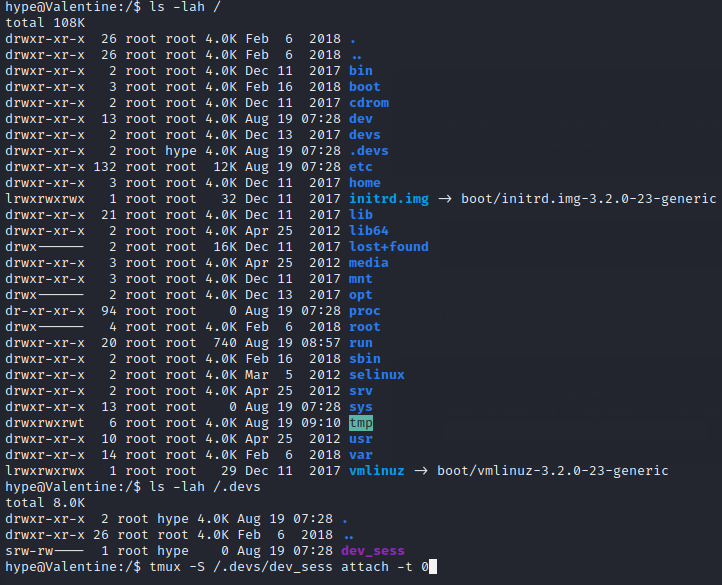 hype@Valentine:/$ ls -lah /
total 108K
drwxr-xr-x  26 root root 4.0K Feb  6  2018 .
drwxr-xr-x  26 root root 4.0K Feb  6  2018 ..
drwxr-xr-x   2 root root 4.0K Dec 11  2017 bin
drwxr-xr-x   3 root root 4.0K Feb 16  2018 boot
drwxr-xr-x   2 root root 4.0K Dec 11  2017 cdrom
drwxr-xr-x  13 root root 4.0K Aug 19 07:28 dev
drwxr-xr-x   2 root root 4.0K Dec 13  2017 devs
drwxr-xr-x   2 root hype 4.0K Aug 19 07:28 .devs
drwxr-xr-x 132 root root  12K Aug 19 07:28 etc
drwxr-xr-x   3 root root 4.0K Dec 11  2017 home
lrwxrwxrwx   1 root root   32 Dec 11  2017 initrd.img → boot/initrd.img-3.2.0-23-generic
drwxr-xr-x  21 root root 4.0K Dec 11  2017 lib
drwxr-xr-x   2 root root 4.0K Apr 25  2012 lib64
drwx------   2 root root  16K Dec 11  2017 lost+found
drwxr-xr-x   3 root root 4.0K Apr 25  2012 media
drwxr-xr-x   3 root root 4.0K Dec 11  2017 mnt
drwx------   2 root root 4.0K Dec 13  2017 opt
dr-xr-xr-x  94 root root    0 Aug 19 07:28 proc
drwx------   4 root root 4.0K Feb  6  2018 root
drwxr-xr-x  20 root root  740 Aug 19 08:57 run
drwxr-xr-x   2 root root 4.0K Feb 16  2018 sbin
drwxr-xr-x   2 root root 4.0K Mar  5  2012 selinux
drwxr-xr-x   2 root root 4.0K Apr 25  2012 srv
drwxr-xr-x  13 root root    0 Aug 19 07:28 sys
drwxrwxrwt   6 root root 4.0K Aug 19 09:10 tmp
drwxr-xr-x  10 root root 4.0K Apr 25  2012 usr
drwxr-xr-x  14 root root 4.0K Feb  6  2018 var
lrwxrwxrwx   1 root root   29 Dec 11  2017 vmlinuz → boot/vmlinuz-3.2.0-23-generic
hype@Valentine:/$ ls -lah /.devs
total 8.0K
drwxr-xr-x  2 root hype 4.0K Aug 19 07:28 .
drwxr-xr-x 26 root root 4.0K Feb  6  2018 ..
srw-rw----  1 root hype    0 Aug 19 07:28 dev_sess
hype@Valentine:/$ tmux -S /.devs/dev_sess attach -t 0